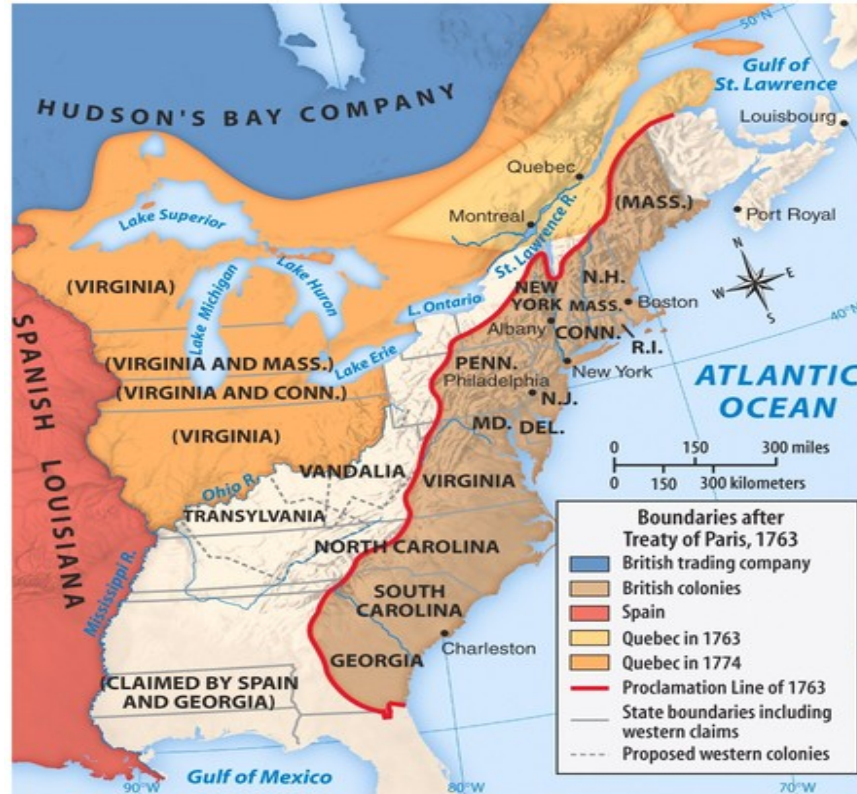 50°N
Gulf of
St. Lawrence
HUDSON'S BAY COMPANY
Louisbourg
Quebec
Lake Superior
Montreal
St. Lawrence R.
(MASS.)
Port Royal
N
W
E
S
(VIRGINIA)
Lake Michigan
Lake Huron
L. Ontario
NEW
YORK
N.H.
MASS.
Boston
Albany
CONN.
40°N
R.I.
(VIRGINIA AND MASS.)
Lake Erie
PENN.
New York
(VIRGINIA AND CONN.)
Philadelphia
N.J.
ATLANTIC
OCEAN
SPANISH LOUISIANA
(VIRGINIA)
MD.
DEL.
0 150 300 miles
0 150 300 kilometers
VANDALIA
VIRGINIA
Ohio R.
TRANSYLVANIA
NORTH CAROLINA
Mississippi R.
SOUTH
CAROLINA
Charleston
GEORGIA
(CLAIMED BY SPAIN
AND GEORGIA)
Gulf of Mexico
90°W
80°W
70°W
Boundaries after
Treaty of Paris, 1763
British trading company
British colonies
Spain
Quebec in 1763
Quebec in 1774
Proclamation Line of 1763
State boundaries including
western claims
Proposed western colonies